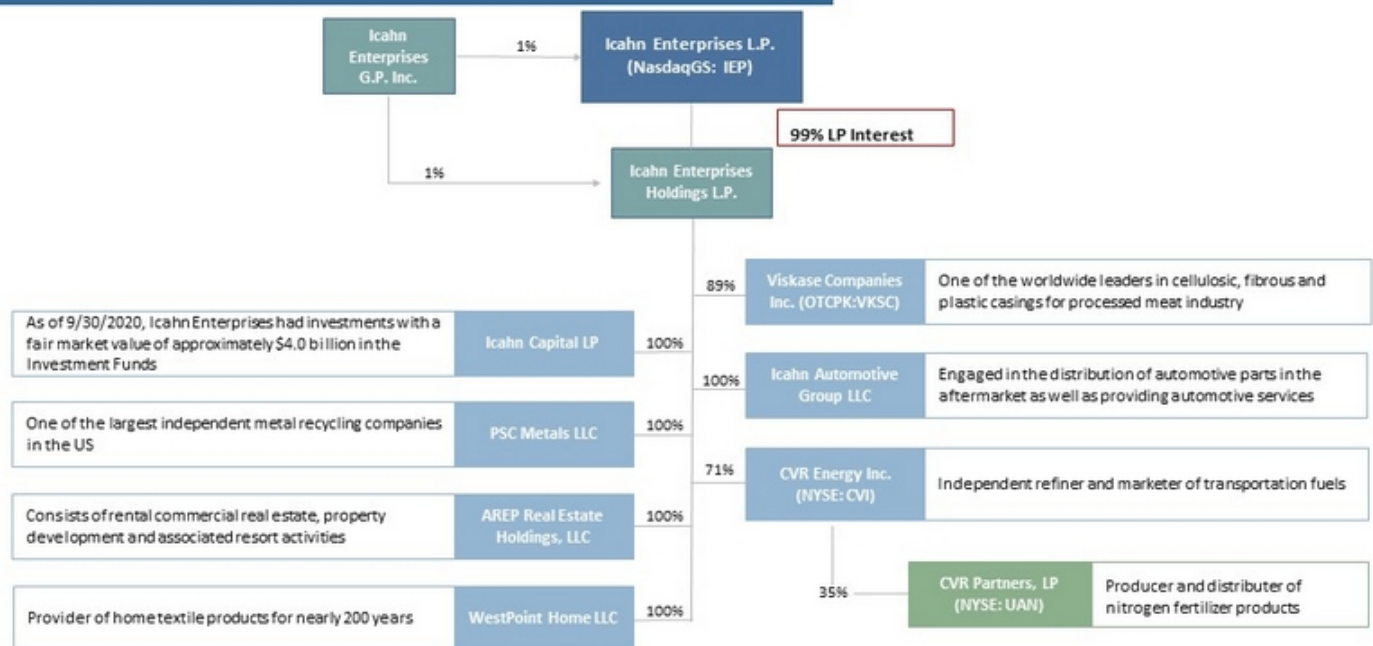 Icahn
Enterprises
G.P. Inc.
1%
Icahn Enterprises L.P.
(NasdaqGS: IEP)
99% LP Interest
1%
Icahn Enterprises
Holdings L.P.
89%
Viskase Companies
Inc. (OTCPK:VKSC)
One of the worldwide leaders in cellulosic, fibrous and
plastic casings for processed meat industry
As of 9/30/2020, Icahn Enterprises had investments with a
fair market value of approximately $4.0 billion in the
Investment Funds
Icahn Capital LP
100%
100%
Icahn Automotive
Group LLC
Engaged in the distribution of automotive parts in the
aftermarket as well as providing automotive services
One of the largest independent metal recycling companies
in the US
PSC Metals LLC
100%
71%
CVR Energy Inc.
(NYSE: CVI)
Independent refiner and marketer of transportation fuels
Consists of rental commercial real estate, property
development and associated resort activities
AREP Real Estate
Holdings, LLC
100%
35%
CVR Partners, LP
(NYSE: UAN)
Producer and distributer of
nitrogen fertilizer products
Provider of home textile products for nearly 200 years
WestPoint Home LLC
100%